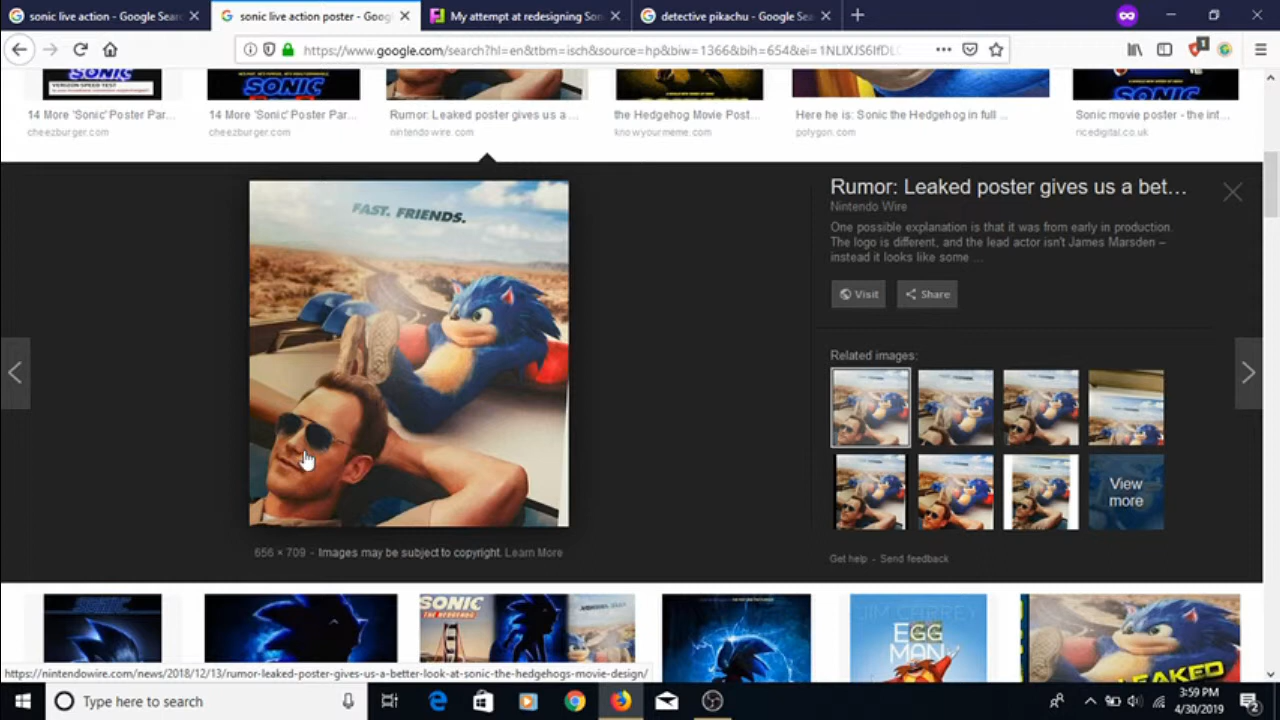 sonic live action - Google Sear
sonic live action poster - Goog
My attempt at redesigning Son
detective pikachu - Google Sea
https://www.google.com/search?hl=en&tbm=isch&source=hp&biw=1366&bih=654&ei=1NLIXJS6IfDL
SONIC
SONIC
14 More 'Sonic' Poster Par...
14 More 'Sonic' Poster Par...
Rumor: Leaked poster gives us a ...
the Hedgehog Movie Post...
Here he is: Sonic the Hedgehog in full ...
Sonic movie poster - the int...
cheezburger.com
cheezburger.com
nintendowire.com
knowyourmeme.com
polygon.com
ricedigital.co.uk
FAST. FRIENDS.
Rumor: Leaked poster gives us a bet...
Nintendo Wire
One possible explanation is that it was from early in production.
The logo is different, and the lead actor isn't James Marsden –
instead it looks like some ...
Visit
Share
Related images:
View
more
656 × 709 - Images may be subject to copyright. Learn More
Get help - Send feedback
SONIC
THE HEDGEHOG
JIM CARREY
EGG
MAN
LEAKED
https://nintendowire.com/news/2018/12/13/rumor-leaked-poster-gives-us-a-better-look-at-sonic-the-hedgehogs-movie-design/
Type here to search
3:59 PM
4/30/2019